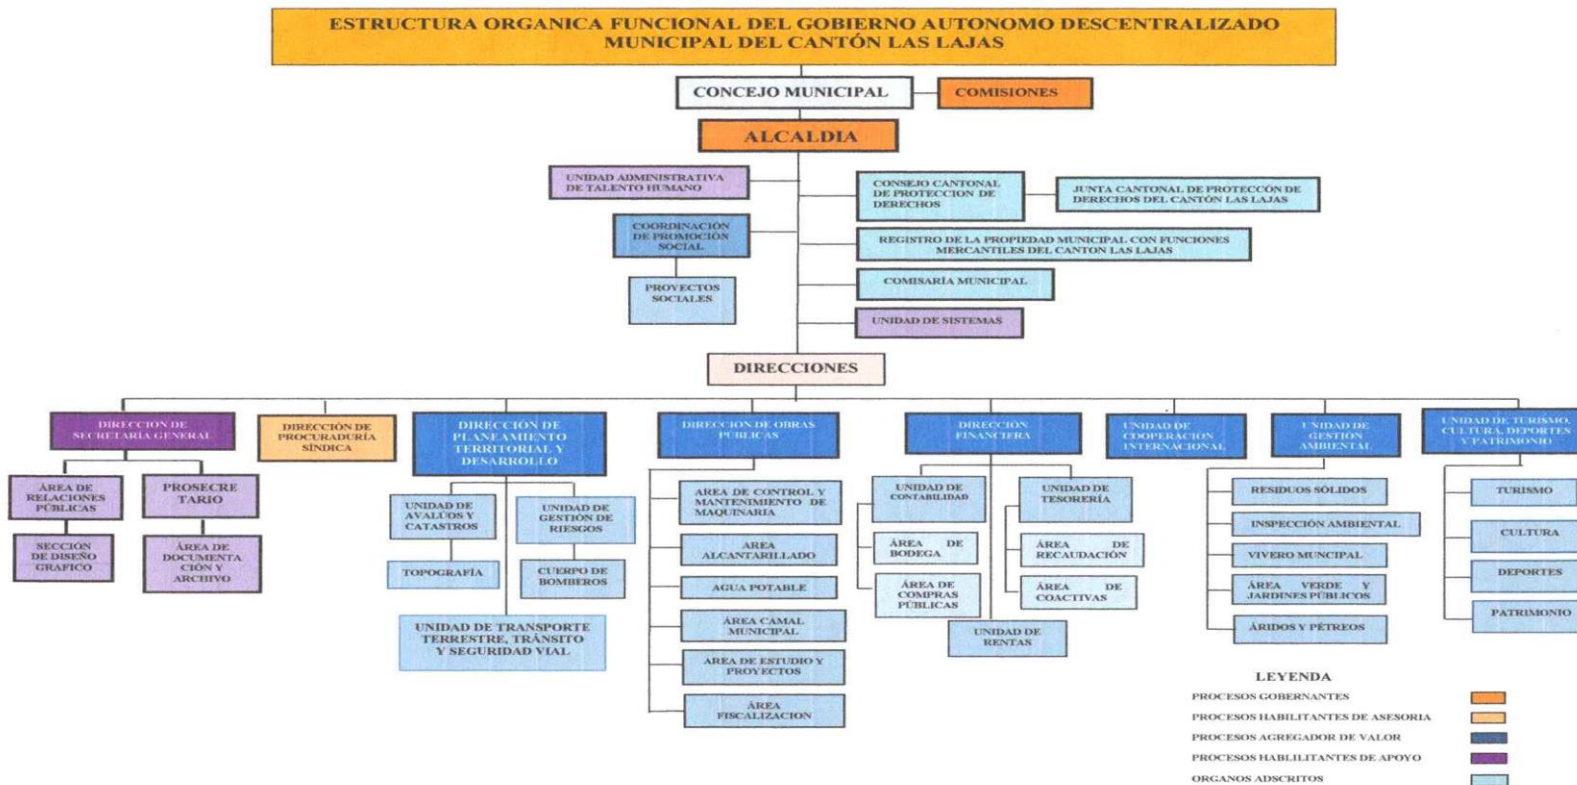 ESTRUCTURA ORGANICA FUNCIONAL DEL GOBIERNO AUTONOMO DESCENTRALIZADO
MUNICIPAL DEL CANTÓN LAS LAJAS
CONCEJO MUNICIPAL
COMISIONES
ALCALDIA
UNIDAD ADMINISTRATIVA
DE TALENTO HUMANO
CONSEJO CANTONAL
DE PROTECCION DE
DERECHOS
JUNTA CANTONAL DE PROTECCÓN DE
DERECHOS DEL CANTÓN LAS LAJAS
COORDINACIÓN
DE PROMOCIÓN
SOCIAL
REGISTRO DE LA PROPIEDAD MUNICIPAL CON FUNCIONES
MERCANTILES DEL CANTON LAS LAJAS
PROYECTOS
SOCIALES
COMISARÍA MUNICIPAL
UNIDAD DE SISTEMAS
DIRECCIONES
DIRECCION DE
SECRETARÍA GENERAL
DIRECCIÓN DE
PROCURADURÍA
SÍNDICA
DIRECCIÓN DE
PLANEAMIENTO
TERRITORIAL Y
DESARROLLO
DIRECCION DE OBRAS
PÚBLICAS
DIRECCIÓN
FINANCIERA
UNIDAD DE
COOPERACIÓN
INTERNACIONAL
UNIDAD DE
GESTIÓN
AMBIENTAL
UNIDAD DE TURISMO,
CULTURA, DEPORTES
Y PATRIMONIO
ÁREA DE
RELACIONES
PÚBLICAS
PROSECRE
TARIO
SECCIÓN
DE DISEÑO
GRAFICO
ÁREA DE
DOCUMENTA
CIÓN Y
ARCHIVO
UNIDAD DE
AVALÚOS Y
CATASTROS
UNIDAD DE
GESTIÓN DE
RIESGOS
TOPOGRAFÍA
CUERPO DE
BOMBEROS
UNIDAD DE TRANSPORTE
TERRESTRE, TRÁNSITO
Y SEGURIDAD VIAL
AREA DE CONTROL Y
MANTENIMIENTO DE
MAQUINARIA
AREA
ALCANTARILLADO
AGUA POTABLE
ÁREA CAMAL
MUNICIPAL
AREA DE ESTUDIO Y
PROYECTOS
ÁREA
FISCALIZACION
UNIDAD DE
CONTABILIDAD
UNIDAD DE
TESORERÍA
ÁREA DE
BODEGA
ÁREA DE
RECAUDACIÓN
ÁREA DE
COMPRAS
PÚBLICAS
ÁREA DE
COACTIVAS
UNIDAD DE
RENTAS
RESIDUOS SÓLIDOS
INSPECCIÓN AMBIENTAL
VIVERO MUNCIPAL
ÁREA VERDE Y
JARDINES PÚBLICOS
ÁRIDOS Y PÉTREOS
TURISMO
CULTURA
DEPORTES
PATRIMONIO
LEYENDA
PROCESOS GOBERNANTES
PROCESOS HABILITANTES DE ASESORIA
PROCESOS AGREGADOR DE VALOR
PROCESOS HABLILITANTES DE APOYO
ORGANOS ADSCRITOS